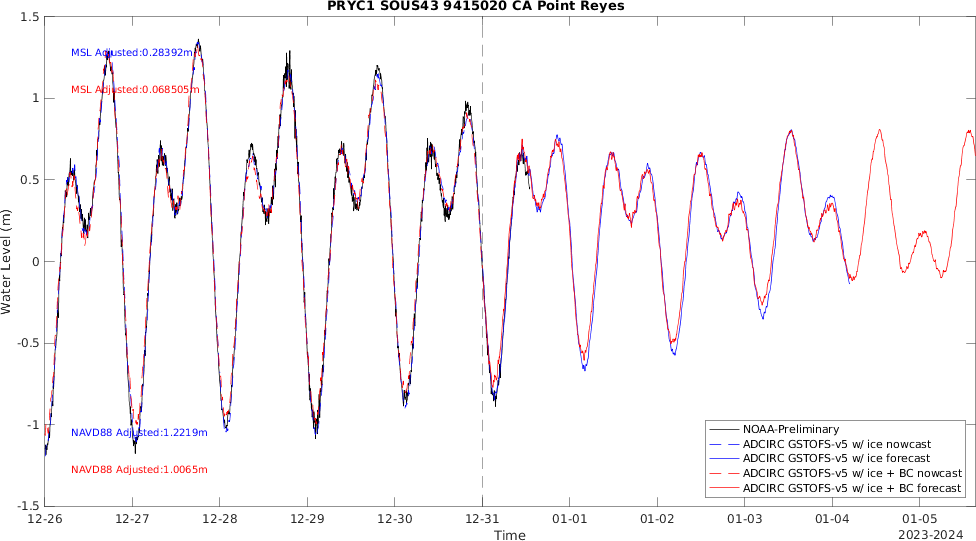 PRYC1 SOUS43 9415020 CA Point Reyes
1.5
MSL Adjusted:0.28392m
MSL Adjusted:0.068505m
1
0.5
0
-0.5
-1
-1.5
Water Level (m)
NAVD88 Adjusted:1.2219m
NAVD88 Adjusted:1.0065m
NOAA-Preliminary
ADCIRC GSTOFS-v5 w/ ice nowcast
ADCIRC GSTOFS-v5 w/ ice forecast
ADCIRC GSTOFS-v5 w/ ice + BC nowcast
ADCIRC GSTOFS-v5 w/ ice + BC forecast
12-26 12-27 12-28 12-29 12-30 12-31 01-01 01-02 01-03 01-04 01-05
Time
2023-2024